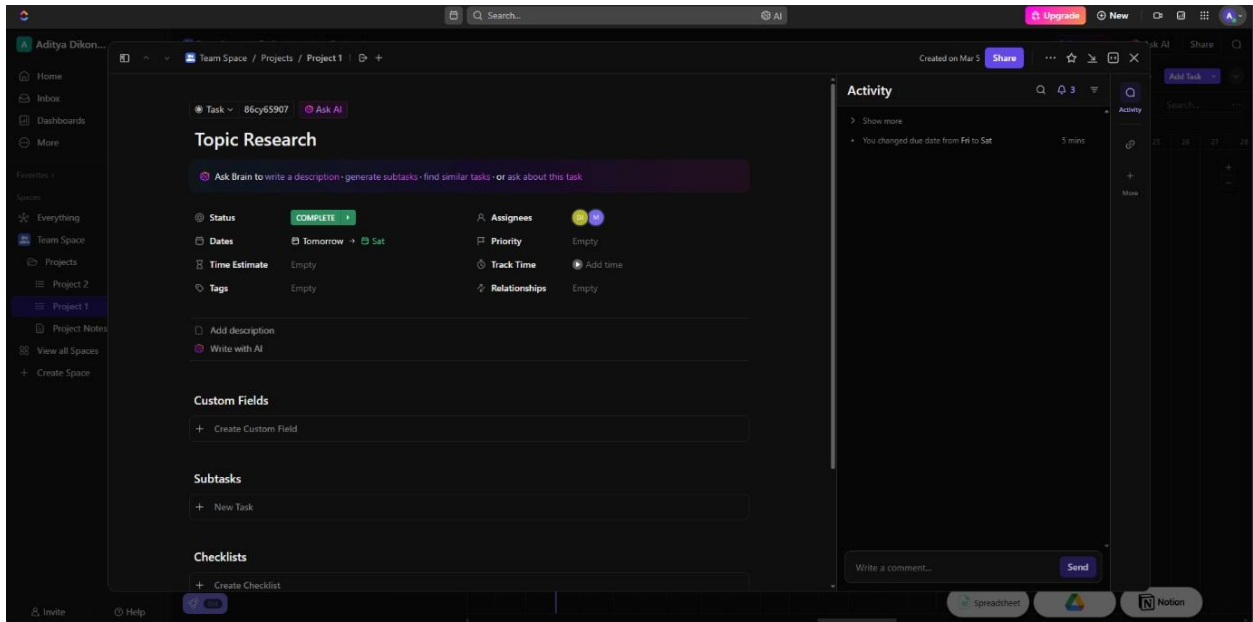 Search...
AI
Upgrade
New
A
A Aditya Dikon...
Home
Inbox
Dashboards
More
Favorites
Spaces
Everything
Team Space
Projects
Project 2
Project 1
Project Notes
View all Spaces
+ Create Space
Invite
Help
Team Space / Projects / Project 1
+
Created on Mar 5
Share
Task
86cy65907
Ask AI
Topic Research
Ask Brain to write a description · generate subtasks · find similar tasks · or ask about this task
Status
COMPLETE
Assignees
M
Dates
Tomorrow → Sat
Priority
Empty
Time Estimate
Empty
Track Time
Add time
Tags
Empty
Relationships
Empty
Add description
Write with AI
Custom Fields
+ Create Custom Field
Subtasks
+ New Task
Checklists
+ Create Checklist
Activity
3
Show more
You changed due date from Fri to Sat
5 mins
Write a comment...
Send
Activity
+
More
Share
Add Task
Search...
25 26 27 28
Spreadsheet
Notion